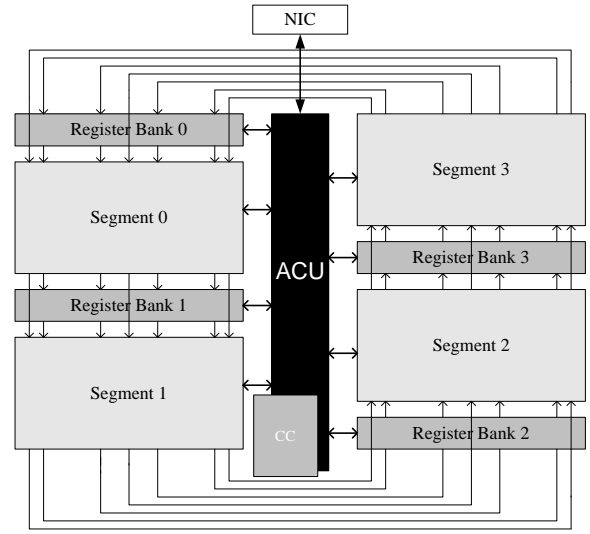 NIC
Register Bank 0
Segment 0
Register Bank 1
Segment 1
ACU
CC
Segment 3
Register Bank 3
Segment 2
Register Bank 2